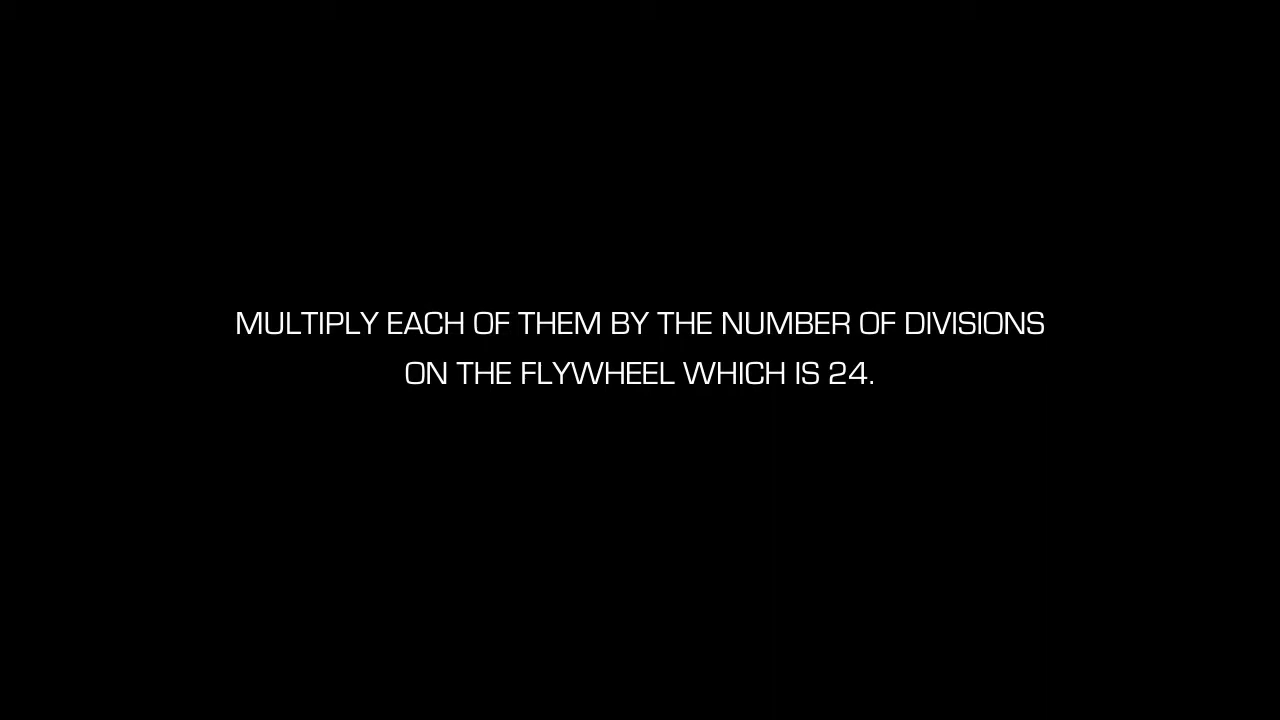 MULTIPLY EACH OF THEM BY THE NUMBER OF DIVISIONS
ON THE FLYWHEEL WHICH IS 24.